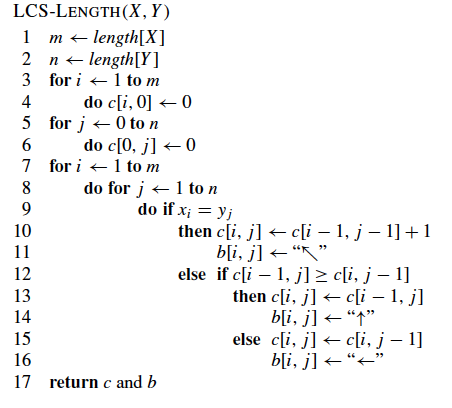 LCS-LENGTH(X, Y)
1 m ← length[X]
2 n ← length[Y]
3 for i ← 1 to m
4 do c[i, 0] ← 0
5 for j ← 0 to n
6 do c[0, j] ← 0
7 for i ← 1 to m
8 do for j ← 1 to n
9 do if xᵢ = yⱼ
10 then c[i, j] ← c[i − 1, j − 1] + 1
11 b[i, j] ← “↖”
12 else if c[i − 1, j] ≥ c[i, j − 1]
13 then c[i, j] ← c[i − 1, j]
14 b[i, j] ← “↑”
15 else c[i, j] ← c[i, j − 1]
16 b[i, j] ← “←”
17 return c and b